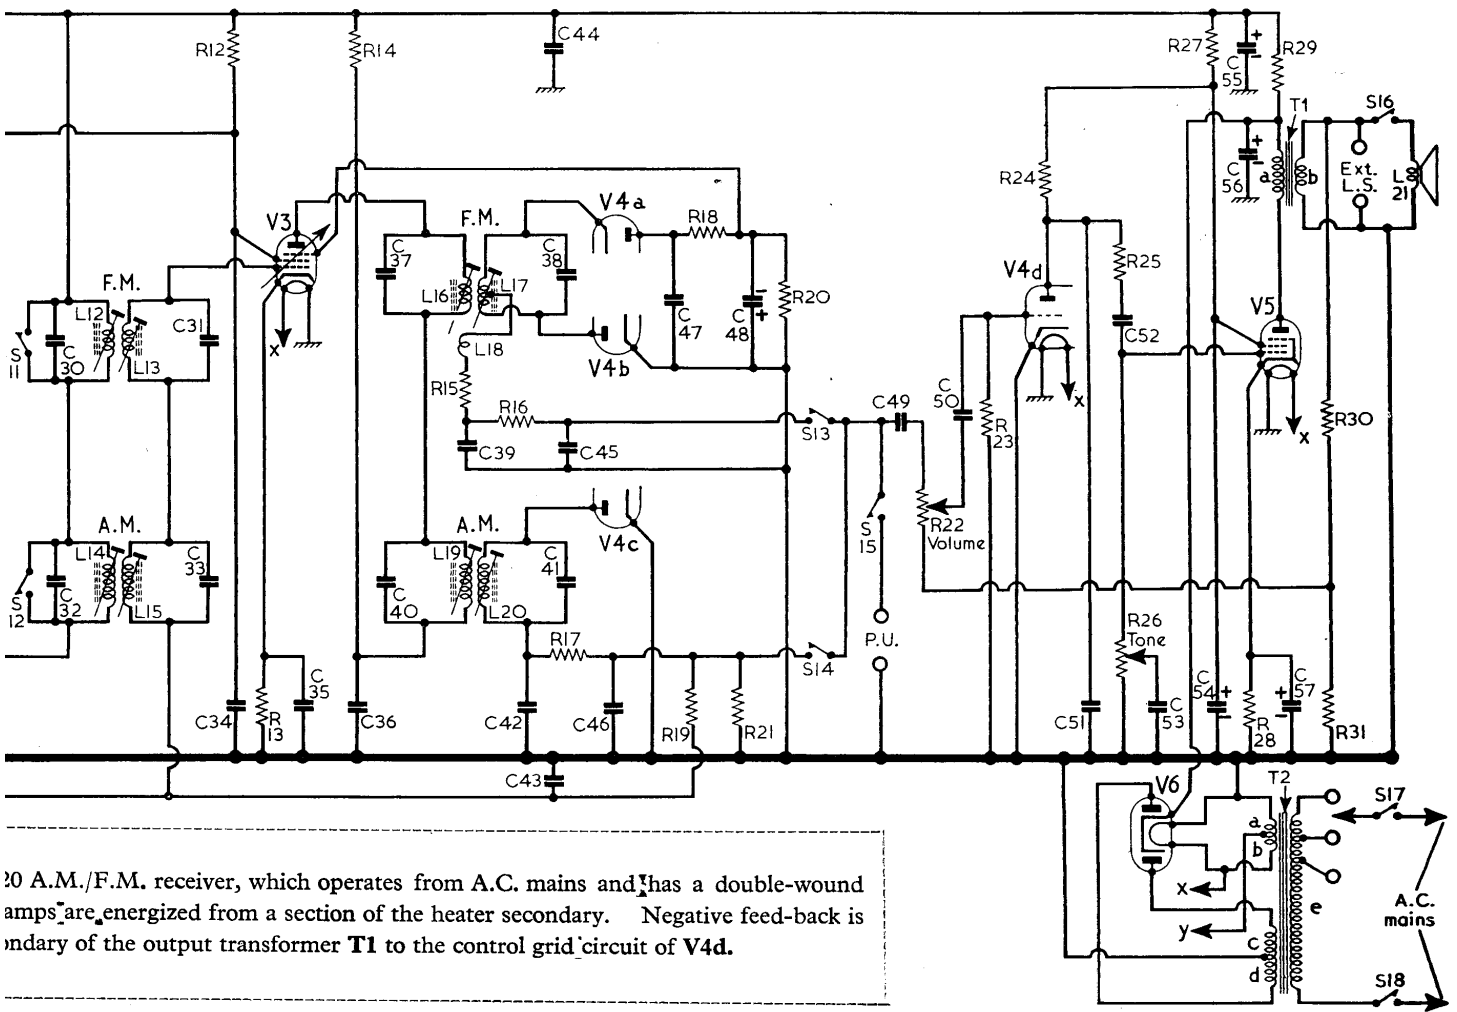 R12
R14
C44
R27
C
55
R29
T1
S16
V3
F.M.
C
37
L16
L17
L18
C
38
V4a
R18
C
47
C
48
R20
V4b
R15
R16
C39
C45
S13
C49
R24
R25
V4d
C52
C
50
R
23
x
C
56
a
b
Ext.
L.S.
L
21
V5
x
R30
F.M.
L12
L13
C31
S
11
C
30
x
A.M.
L14
L15
C
33
S
12
C
32
A.M.
L19
L20
C
40
C
41
V4c
R17
S14
S
15
P.U.
R22
Volume
R26
Tone
C34
R
13
C
35
C36
C42
C46
R19
R21
C43
C51
C
53
C
54
R
28
C
57
R31
V6
T2
a
b
c
d
e
x
y
S17
A.C.
mains
S18
20 A.M./F.M. receiver, which operates from A.C. mains and has a double-wound
amps are energized from a section of the heater secondary. Negative feed-back is
ondary of the output transformer T1 to the control grid circuit of V4d.